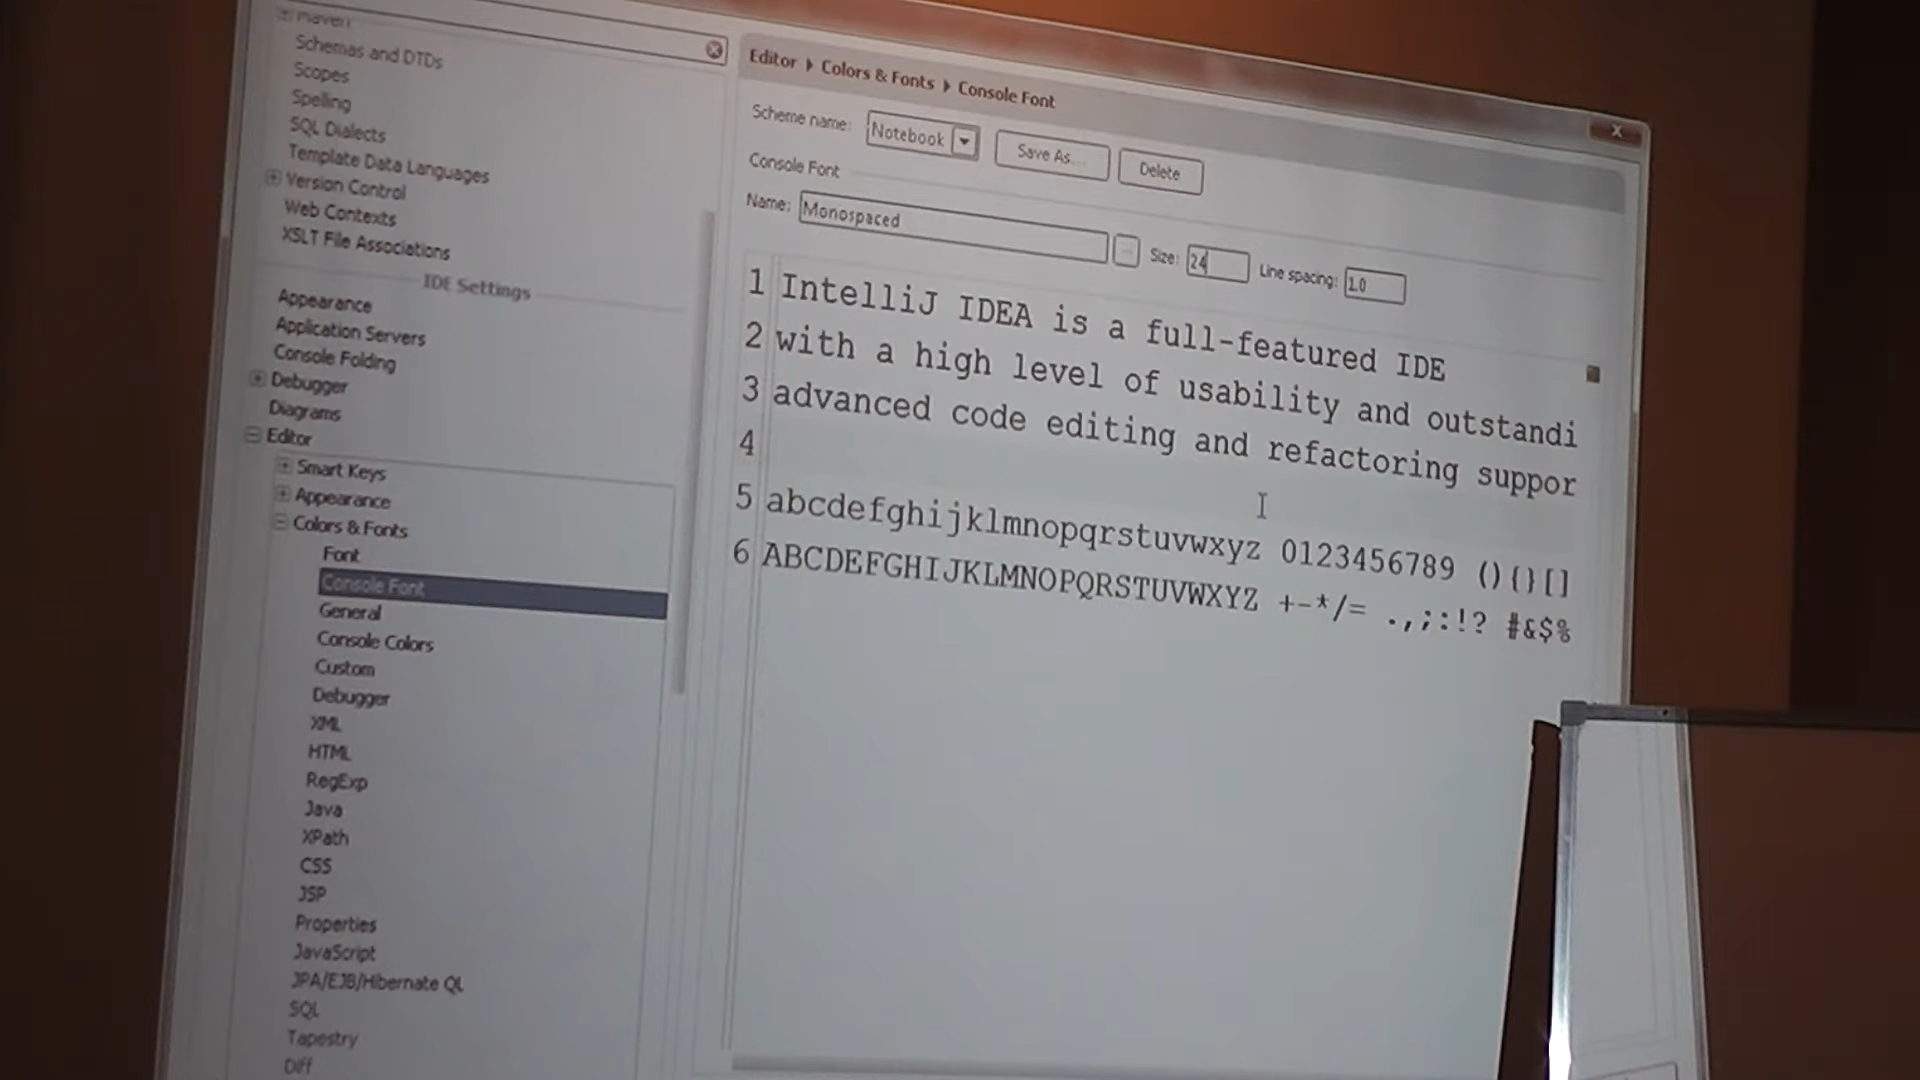 Maven
Schemas and DTDs
Scopes
Spelling
SQL Dialects
Template Data Languages
Version Control
Web Contexts
XSLT File Associations
IDE Settings
Appearance
Application Servers
Console Folding
Debugger
Diagrams
Editor
Smart Keys
Appearance
Colors & Fonts
Font
Console Font
General
Console Colors
Custom
Debugger
XML
HTML
RegExp
Java
XPath
CSS
JSP
Properties
JavaScript
JPA/EJB/Hibernate QL
SQL
Tapestry
Diff
Editor Colors & Fonts Console Font
Scheme name: Notebook Save As... Delete
Console Font
Name: Monospaced ... Size: 24 Line spacing: 1.0
1 IntelliJ IDEA is a full-featured IDE
2 with a high level of usability and outstandi
3 advanced code editing and refactoring suppor
4
5 abcdefghijklmnopqrstuvwxyz 0123456789 (){}[]
6 ABCDEFGHIJKLMNOPQRSTUVWXYZ +-*/= .,;:!? #&$%